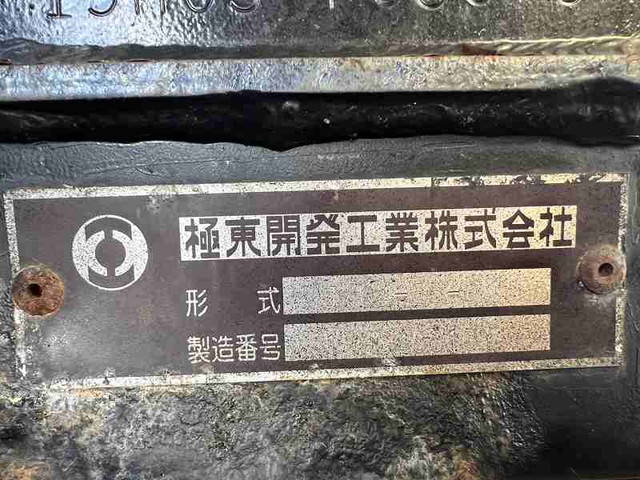 極東開発工業株式会社
形 式 - -
製造番号